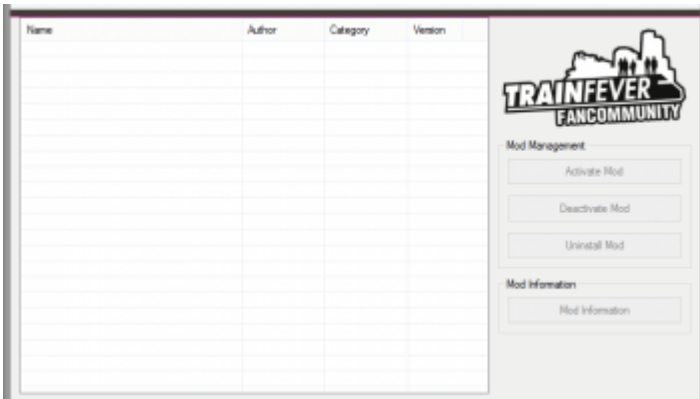 Name Author Category Version
TRAINFEVER
FANCOMMUNITY
Mod Management
Activate Mod
Deactivate Mod
Uninstall Mod
Mod Information
Mod Information